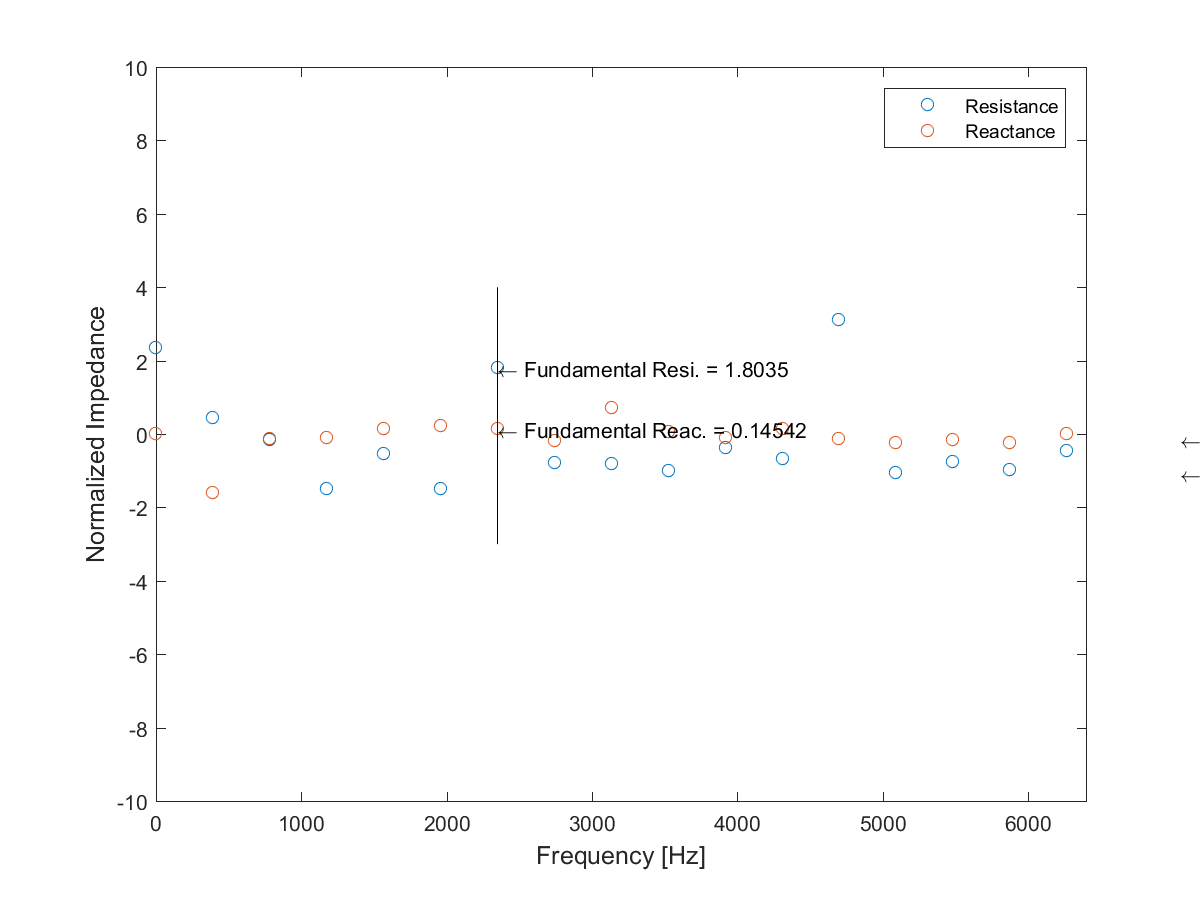 10
8
6
4
2
0
-2
-4
-6
-8
-10
Normalized Impedance
Resistance
Reactance
← Fundamental Resi. = 1.8035
← Fundamental Reac. = 0.14542
←
←
0 1000 2000 3000 4000 5000 6000
Frequency [Hz]